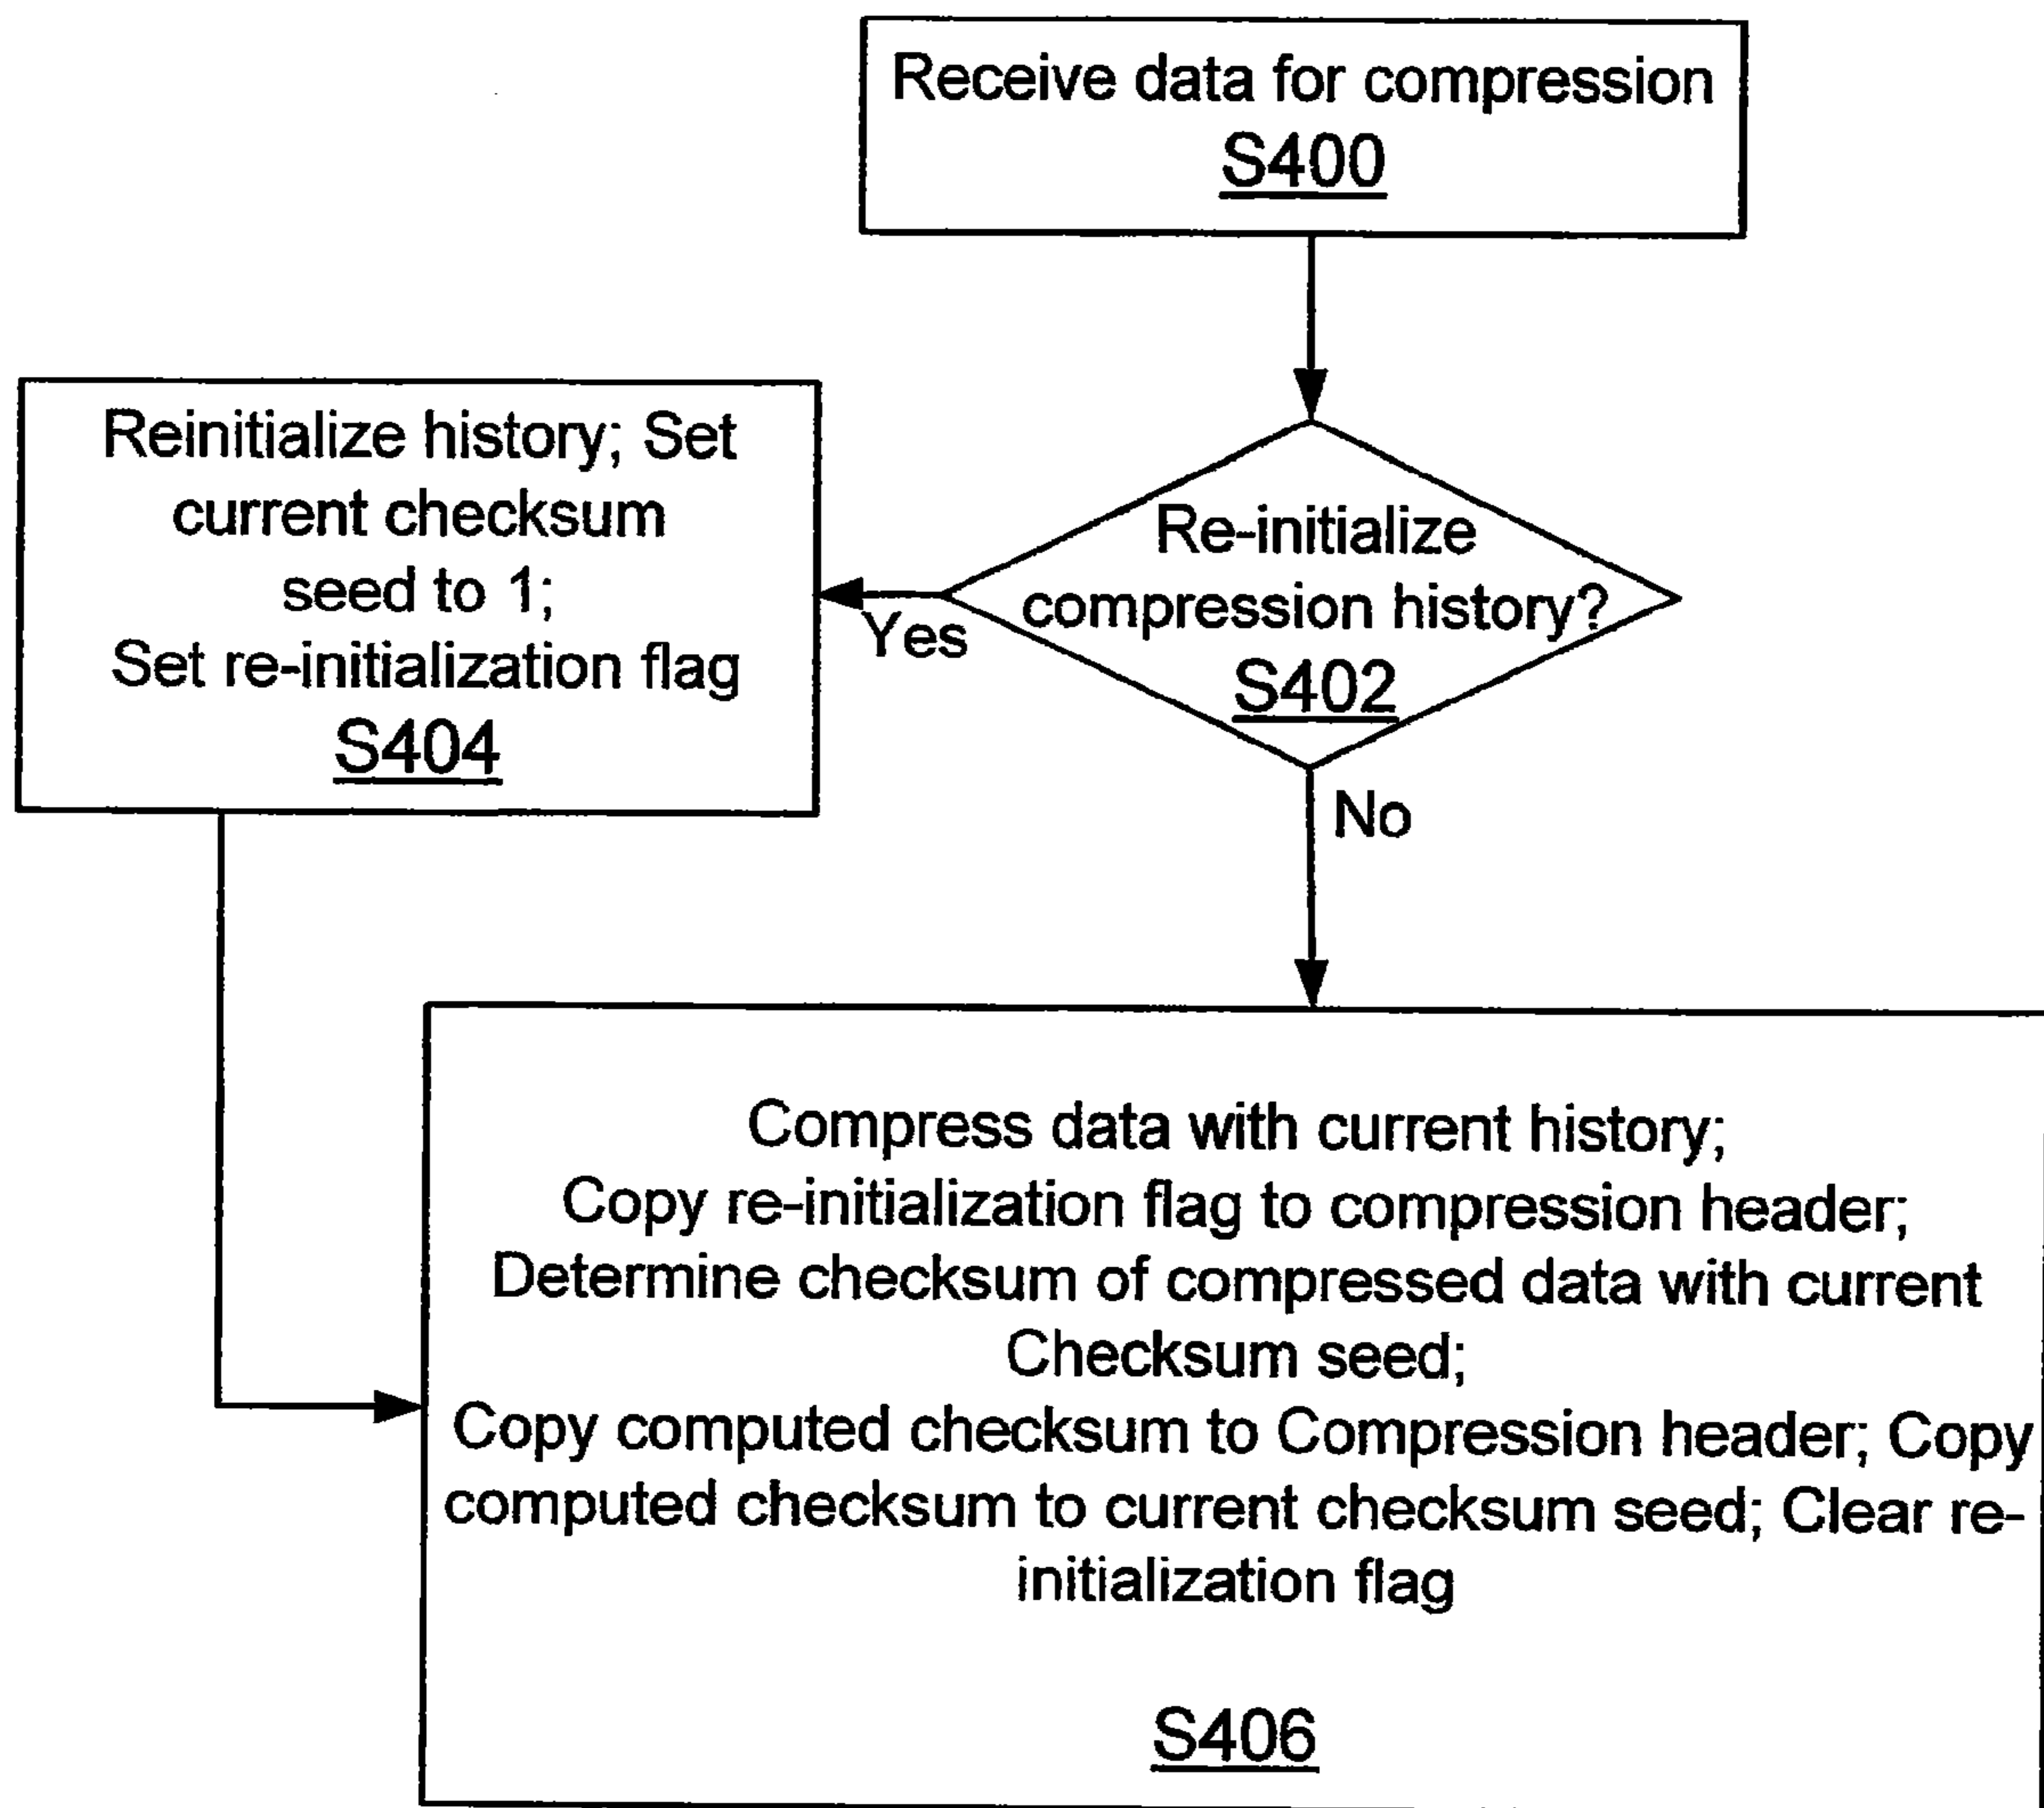 Receive data for compression
S400
Reinitialize history; Set
current checksum
seed to 1;
Set re-initialization flag
S404
Re-initialize
compression history?
S402
Yes
No
Compress data with current history;
Copy re-initialization flag to compression header;
Determine checksum of compressed data with current
Checksum seed;
Copy computed checksum to Compression header; Copy
computed checksum to current checksum seed; Clear re-
initialization flag
S406